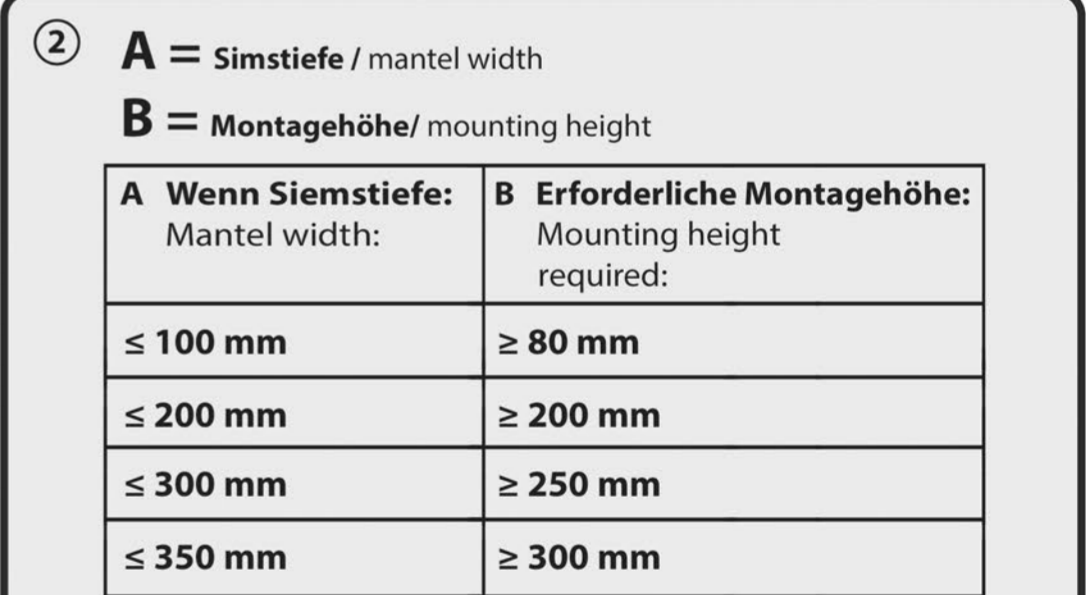 2 A = Simstiefe / mantel width
B = Montagehöhe/ mounting height
A Wenn Siemstiefe: B Erforderliche Montagehöhe:
Mantel width: Mounting height
required:
≤ 100 mm ≥ 80 mm
≤ 200 mm ≥ 200 mm
≤ 300 mm ≥ 250 mm
≤ 350 mm ≥ 300 mm